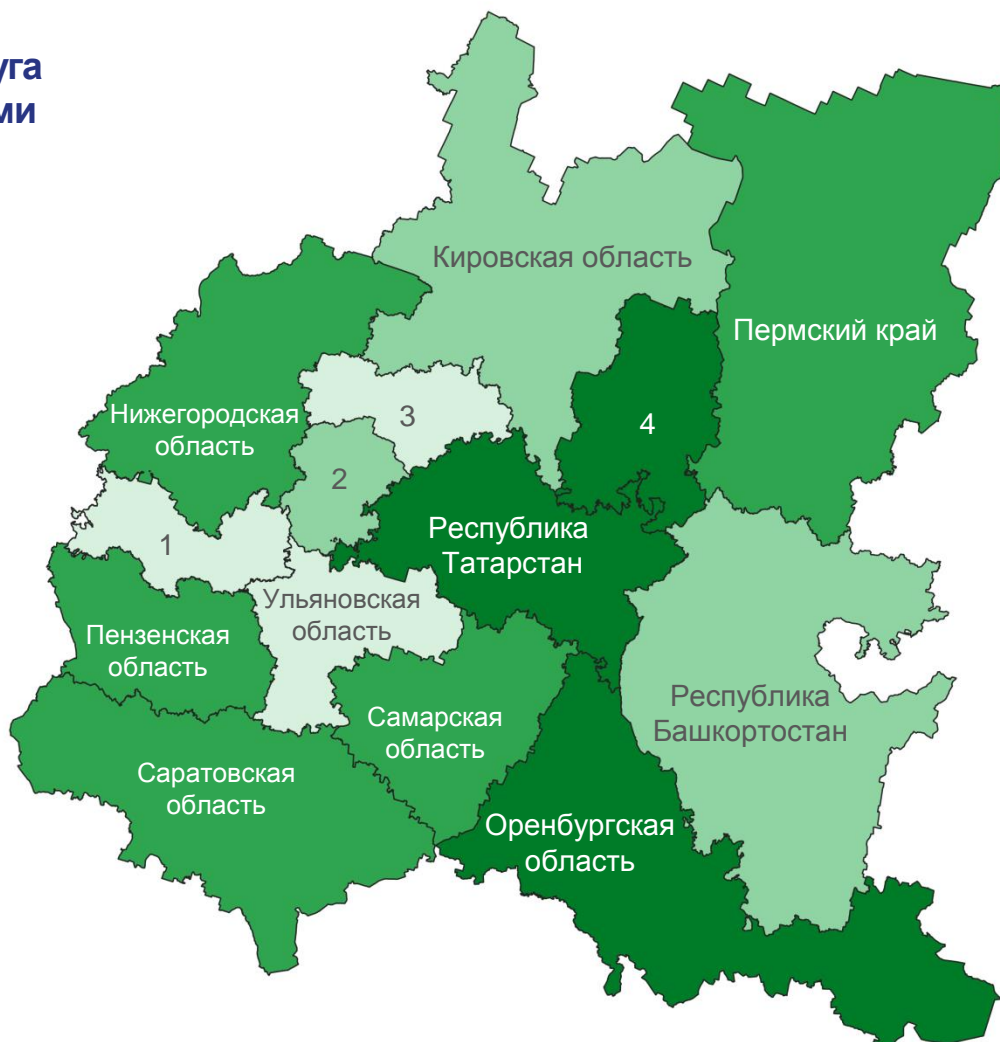 уга
ми
Кировская область
Пермский край
Нижегородская
область
3
4
2
1
Республика
Татарстан
Ульяновская
область
Пензенская
область
Республика
Башкортостан
Самарская
область
Саратовская
область
Оренбургская
область